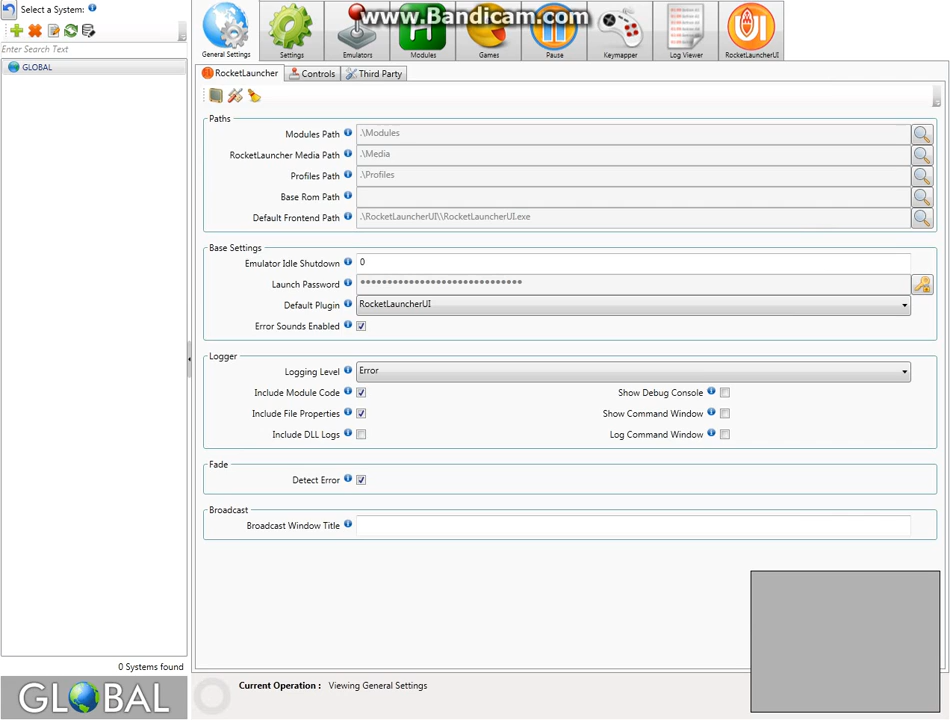 Select a System:
www.Bandicam.com
Enter Search Text
GLOBAL
General Settings
Settings
Emulators
Modules
Games
Pause
Keymapper
Log Viewer
RocketLauncherUI
RocketLauncher
Controls
Third Party
Paths
Modules Path .\Modules
RocketLauncher Media Path .\Media
Profiles Path .\Profiles
Base Rom Path
Default Frontend Path .\RocketLauncherUI\\RocketLauncherUI.exe
Base Settings
Emulator Idle Shutdown 0
Launch Password
Default Plugin RocketLauncherUI
Error Sounds Enabled
Logger
Logging Level Error
Include Module Code Show Debug Console
Include File Properties Show Command Window
Include DLL Logs Log Command Window
Fade
Detect Error
Broadcast
Broadcast Window Title
0 Systems found
GLOBAL
Current Operation : Viewing General Settings